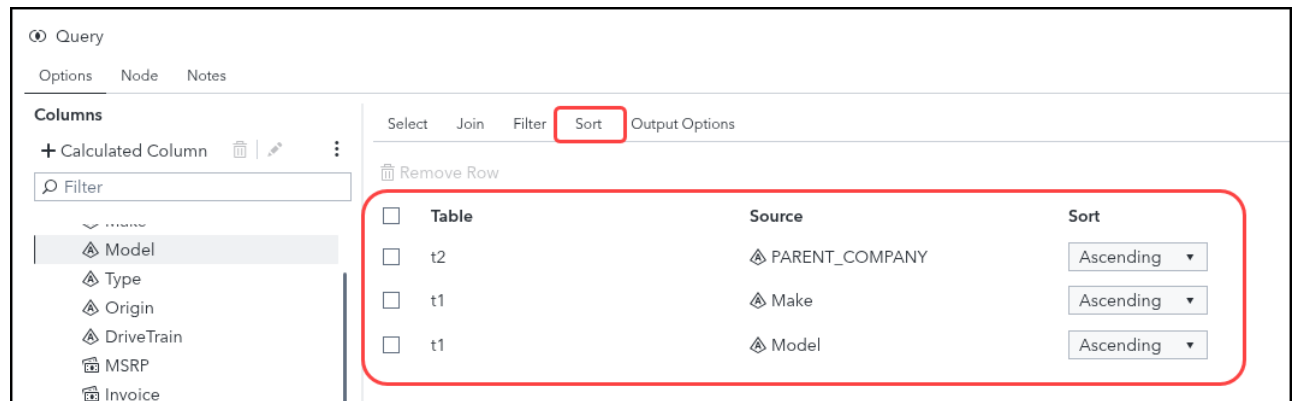 Query
Options Node Notes
Columns
+ Calculated Column
Filter
Make
Model
Type
Origin
DriveTrain
MSRP
Invoice
Select Join Filter Sort Output Options
Remove Row
Table Source Sort
t2 PARENT_COMPANY Ascending
t1 Make Ascending
t1 Model Ascending